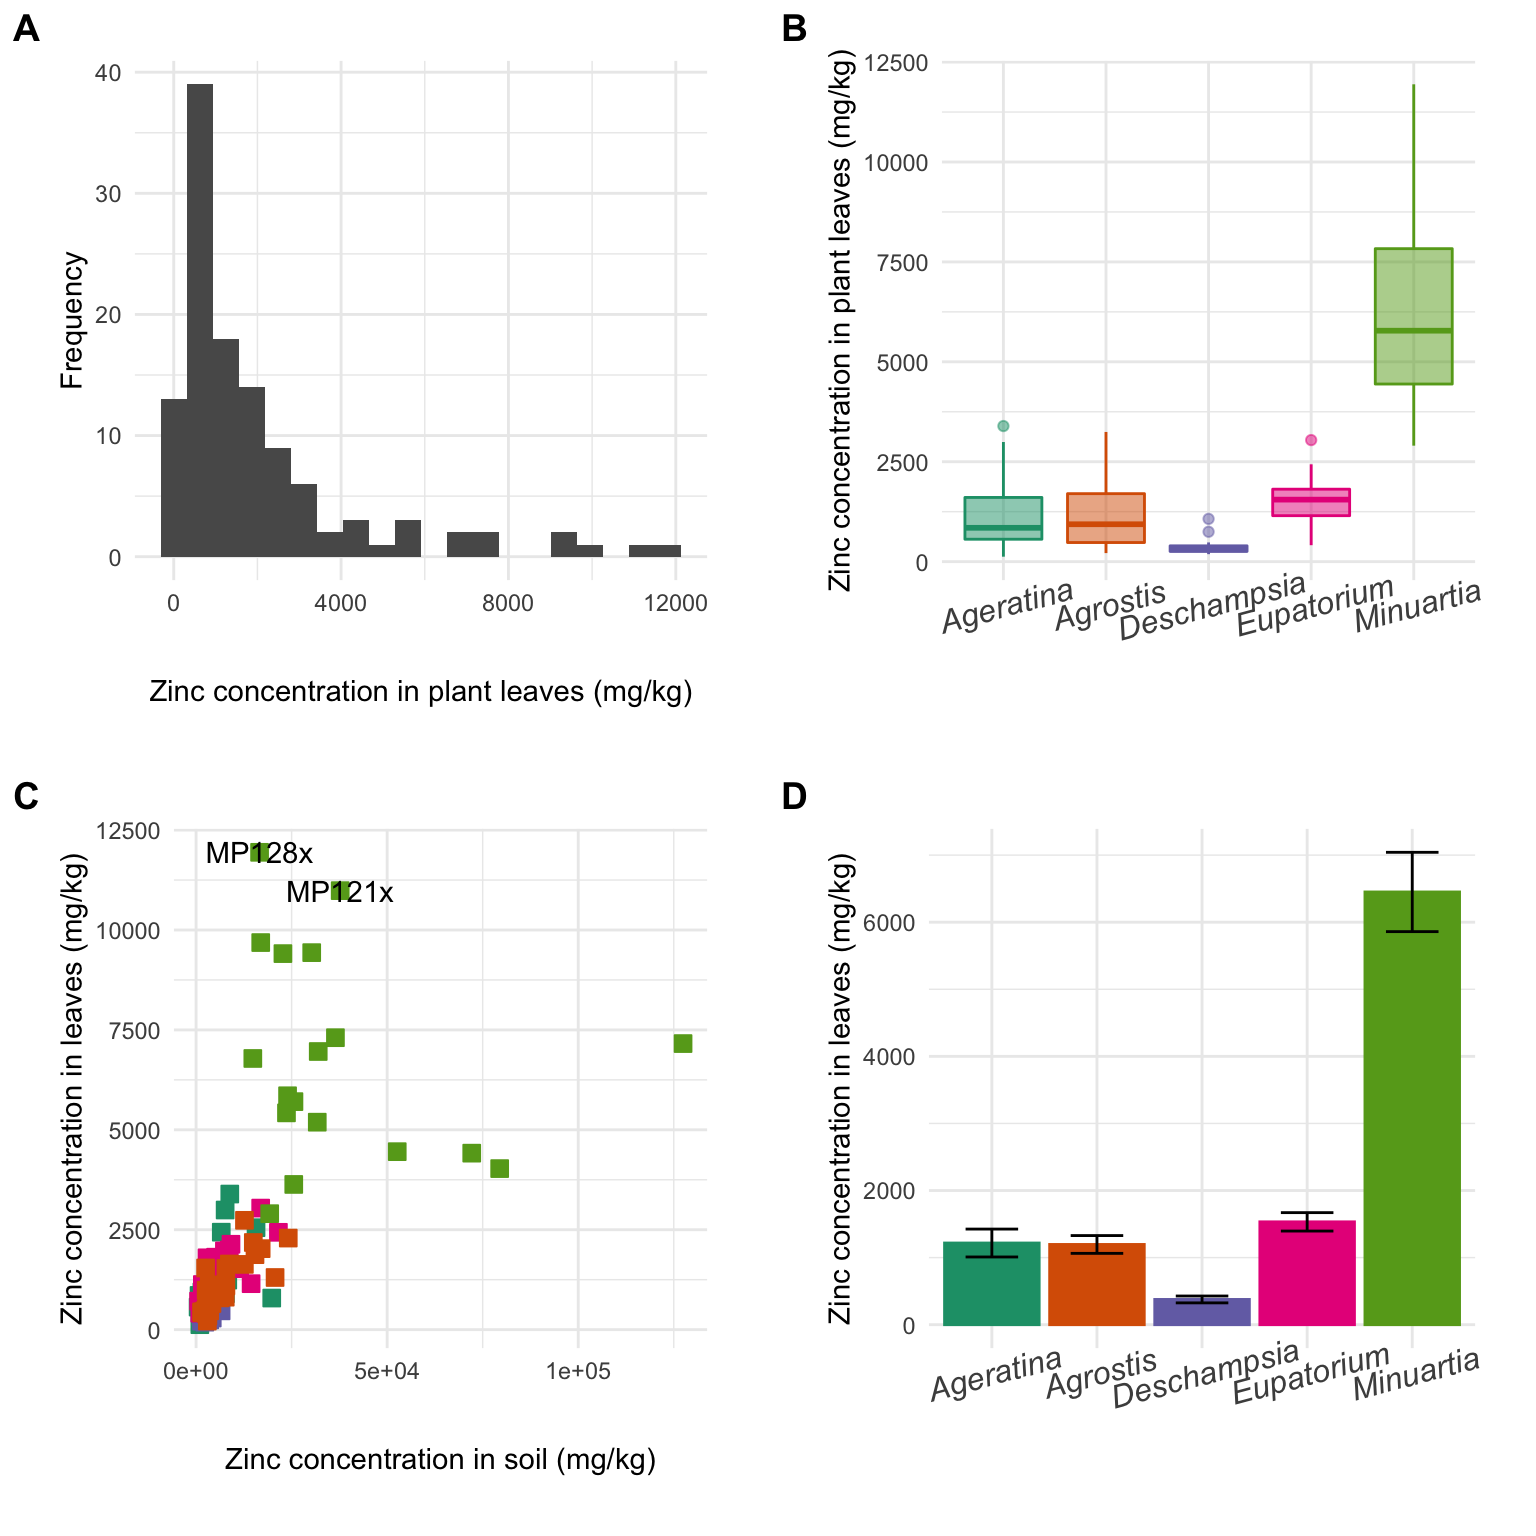 A
Frequency
40
30
20
10
0
0 4000 8000 12000
Zinc concentration in plant leaves (mg/kg)
B
Zinc concentration in plant leaves (mg/kg)
12500
10000
7500
5000
2500
0
Ageratina
Agrostis
Deschampsia
Eupatorium
Minuartia
C
Zinc concentration in leaves (mg/kg)
12500
10000
7500
5000
2500
0
MP128x
MP121x
0e+00 5e+04 1e+05
Zinc concentration in soil (mg/kg)
D
Zinc concentration in leaves (mg/kg)
6000
4000
2000
0
Ageratina
Agrostis
Deschampsia
Eupatorium
Minuartia